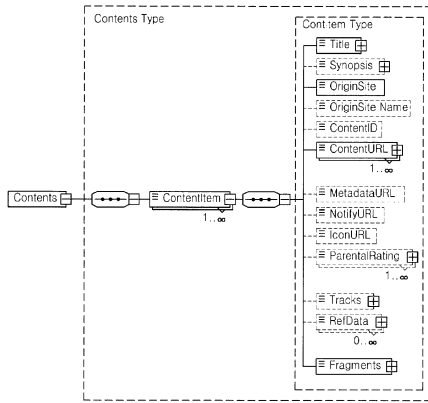 Contents Type
Cont.tem Type
Title
Synopsis
OriginSite
OriginSite Name
ContentID
ContentURL
1..∞
Contents
ContentItem
1..∞
MetadataURL
NotifyURL
IconURL
ParentalRating
1..∞
Tracks
RefData
0..∞
Fragments